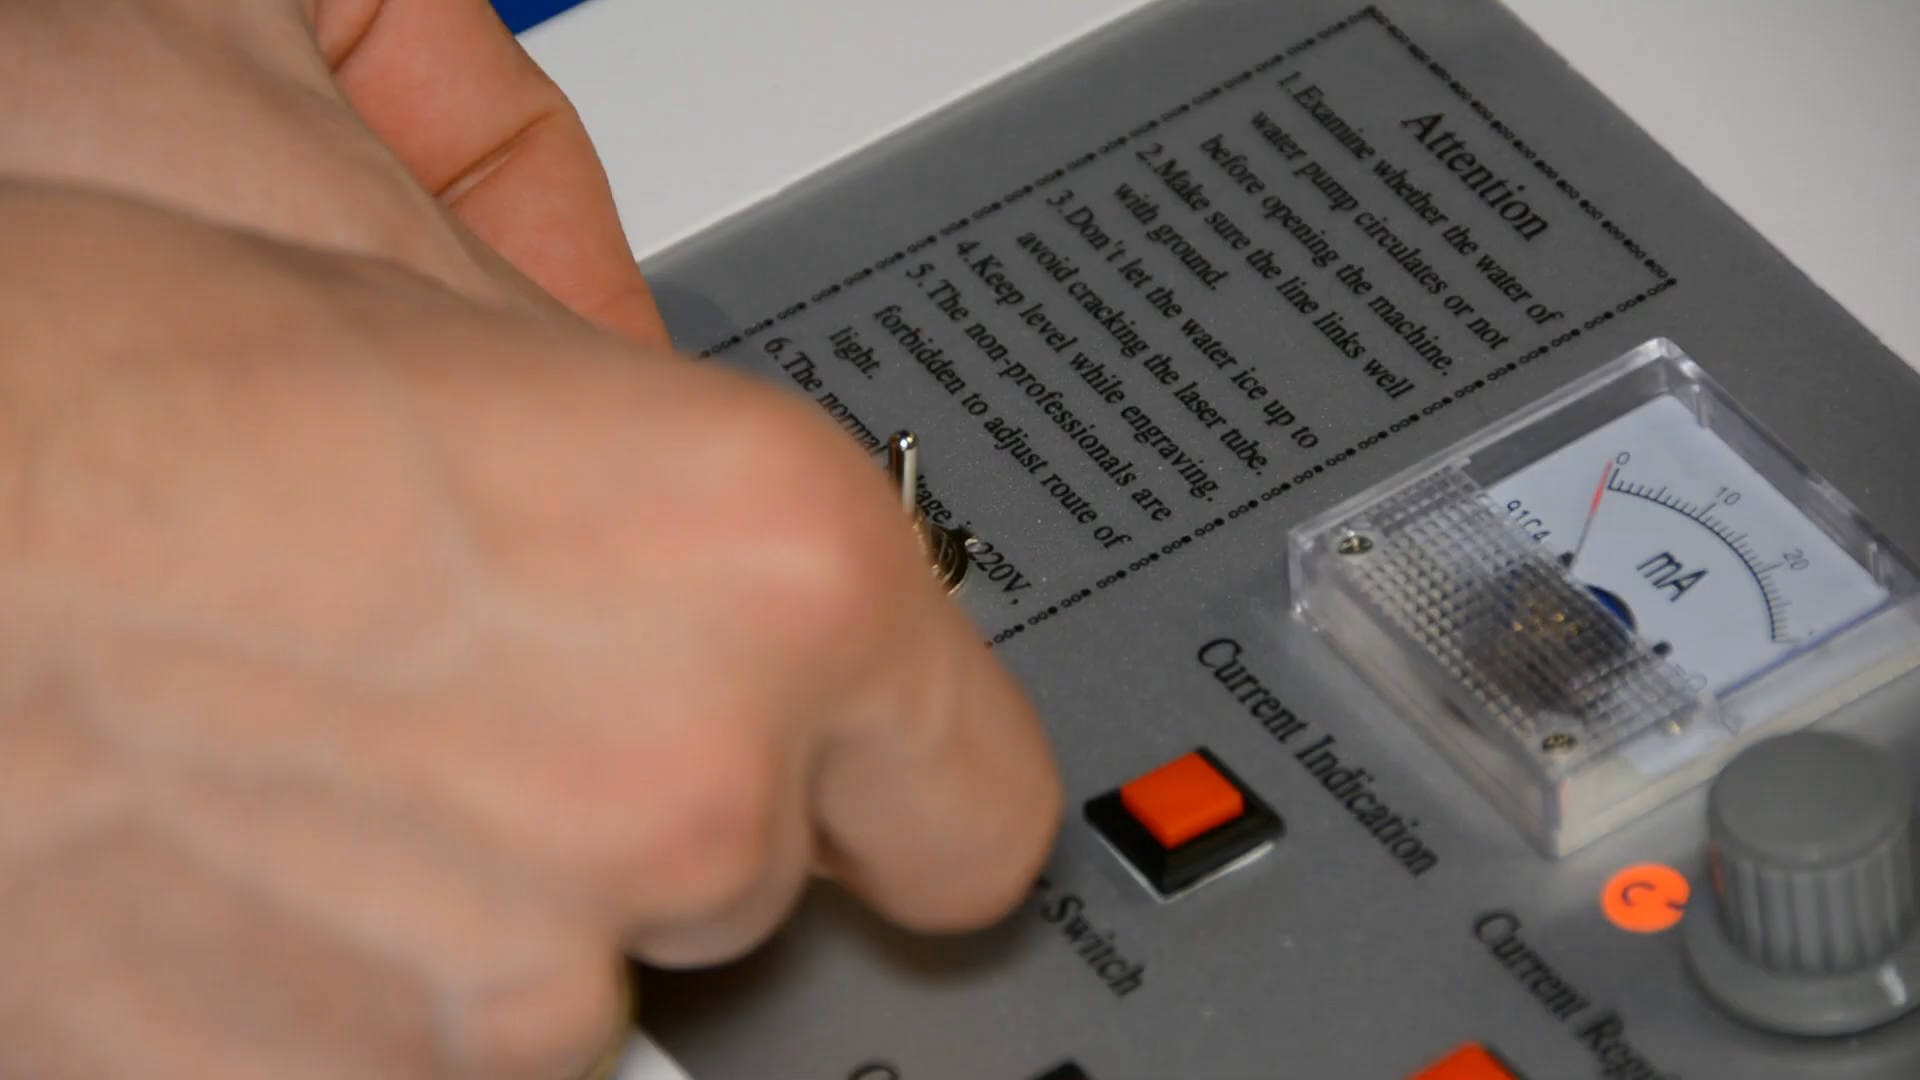 Attention
1.Examine whether the water of
water pump circulates or not
before opening the machine.
2.Make sure the line links well
with ground.
3.Don't let the water ice up to
avoid cracking the laser tube.
4.Keep level while engraving.
5.The non-professionals are
forbidden to adjust route of
light.
6.The 220V,
0 10 20
mA
91C4
Current Indication
Switch
C
Current